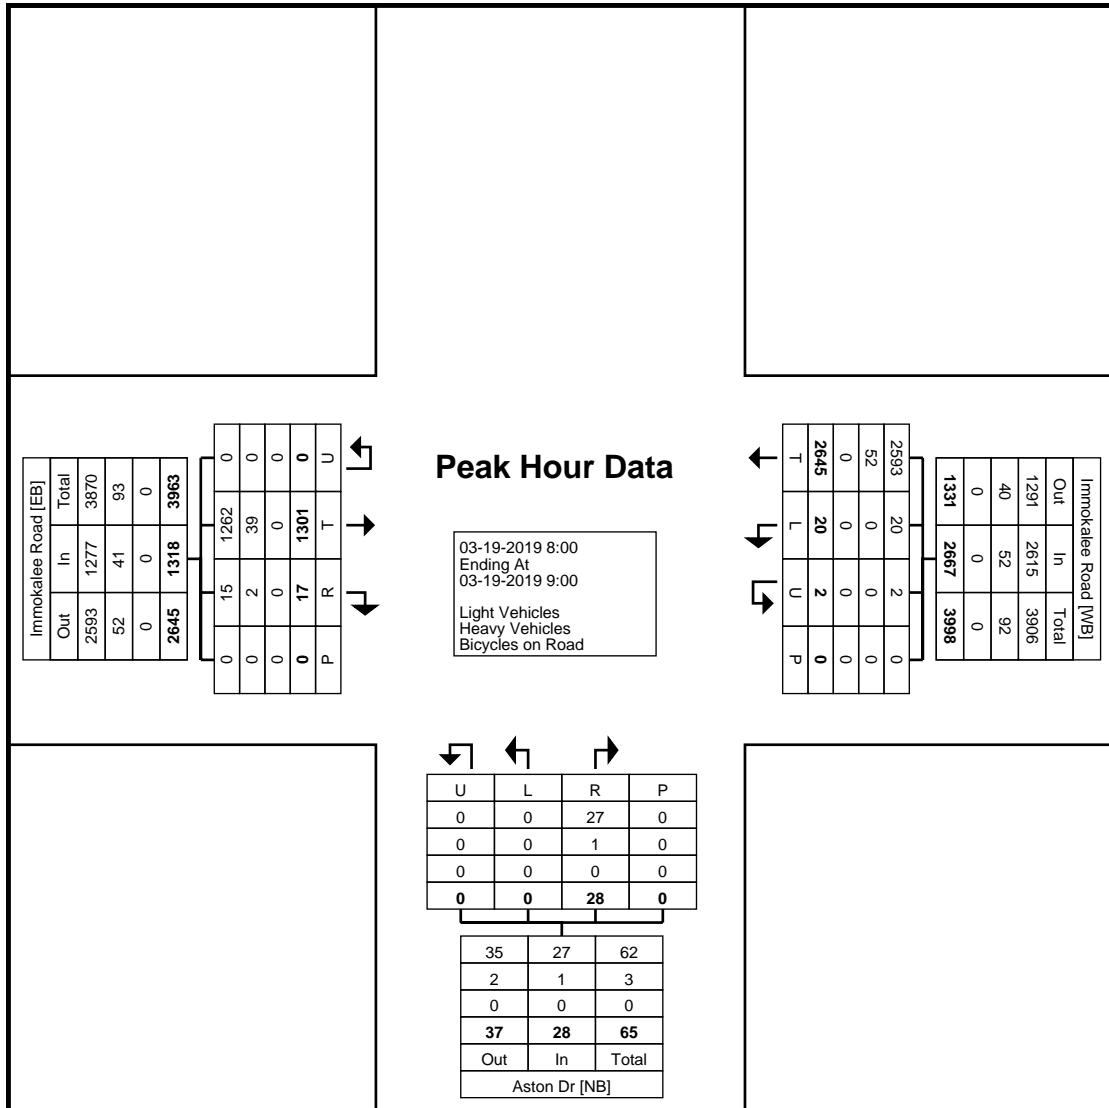 Peak Hour Data
03-19-2019 8:00
Ending At
03-19-2019 9:00
Light Vehicles
Heavy Vehicles
Bicycles on Road
Immokalee Road [EB]
Out In Total
2593 1277 3870
52 41 93
0 0 0
2645 1318 3963
0 15 1262 0
0 2 39 0
0 0 0 0
0 17 1301 0
P R T U
Immokalee Road [WB]
Out In Total
1291 2615 3906
40 52 92
0 0 0
1331 2667 3998
2593 20 2 0
52 0 0 0
0 0 0 0
2645 20 2 0
T L U P
U L R P
0 0 27 0
0 0 1 0
0 0 0 0
0 0 28 0
35 27 62
2 1 3
0 0 0
37 28 65
Out In Total
Aston Dr [NB]